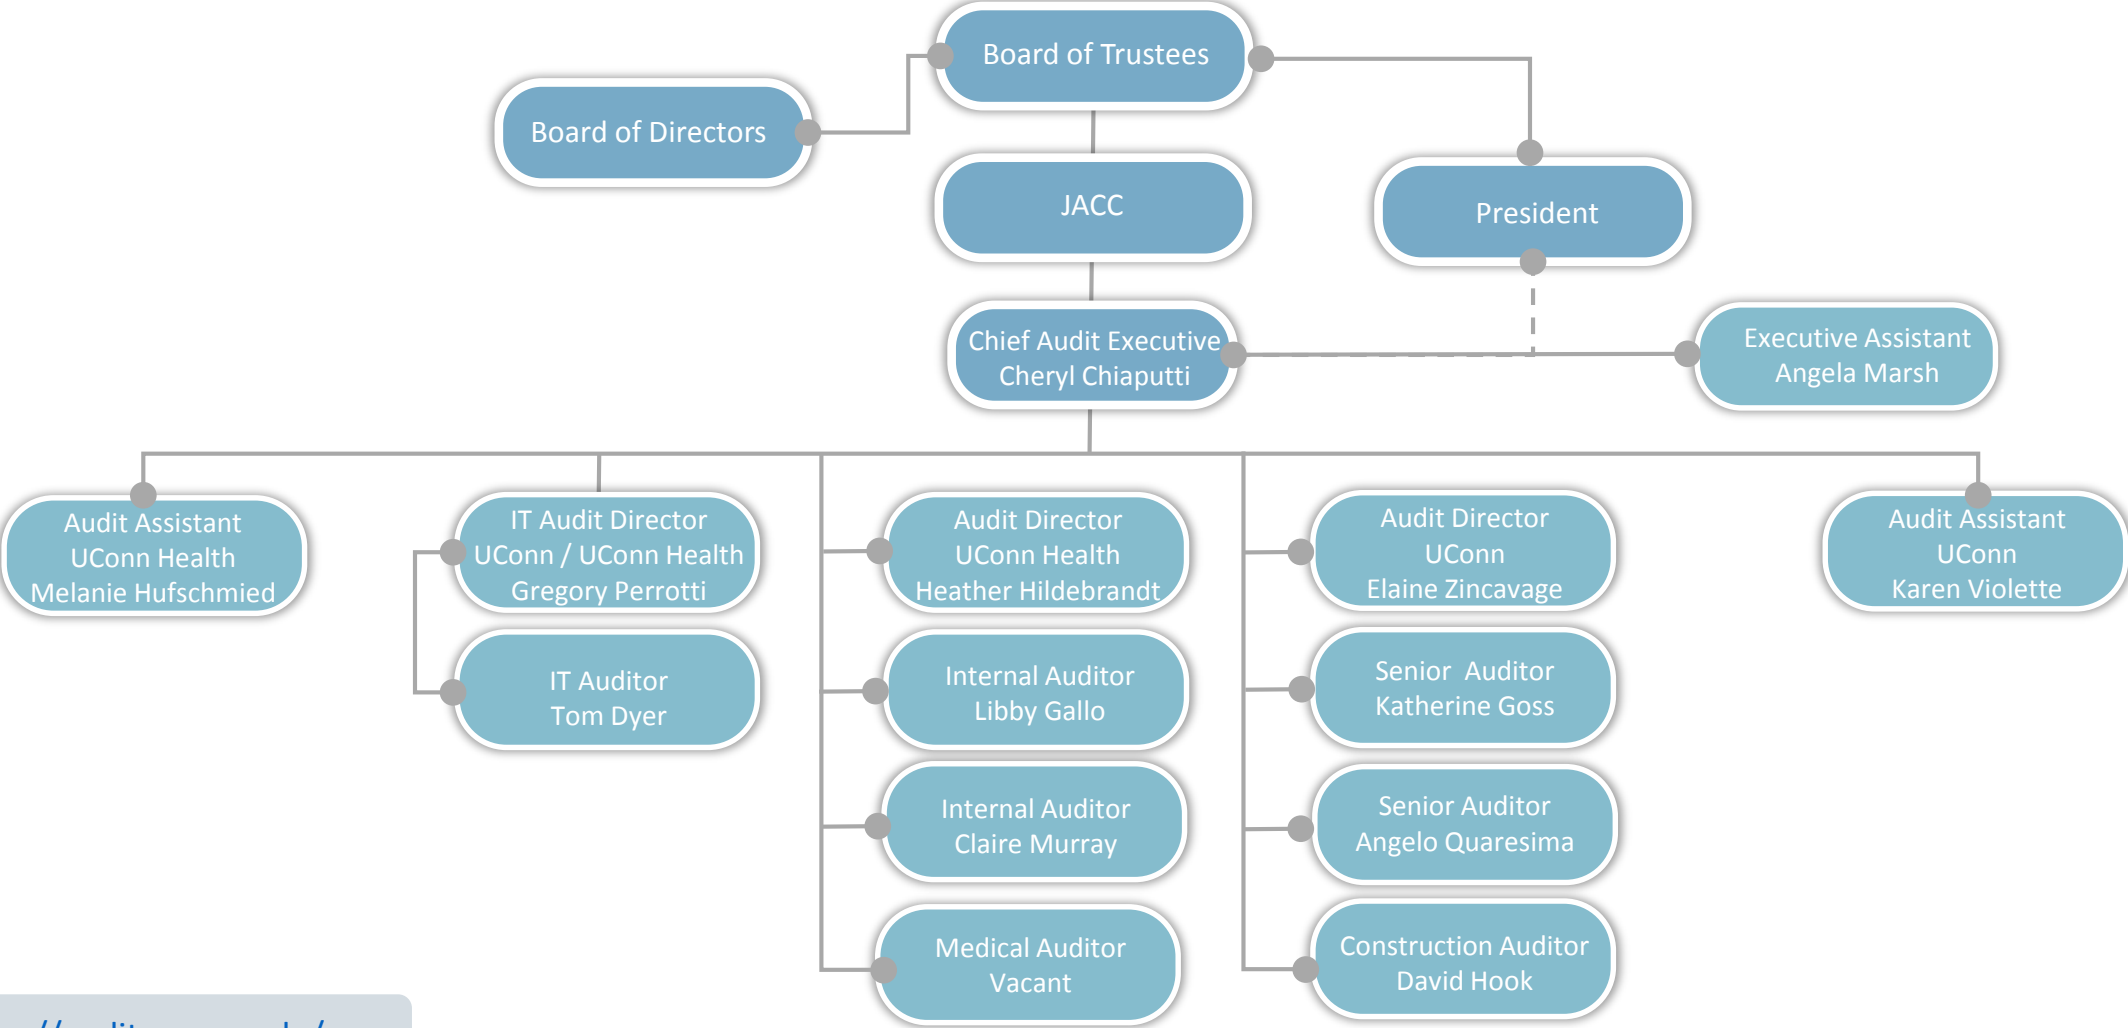 Board of Trustees
Board of Directors
JACC
President
Chief Audit Executive
Cheryl Chiaputti
Executive Assistant
Angela Marsh
Audit Assistant
UConn Health
Melanie Hufschmied
IT Audit Director
UConn / UConn Health
Gregory Perrotti
Audit Director
UConn Health
Heather Hildebrandt
Audit Director
UConn
Elaine Zincavage
Audit Assistant
UConn
Karen Violette
IT Auditor
Tom Dyer
Internal Auditor
Libby Gallo
Senior  Auditor
Katherine Goss
Internal Auditor
Claire Murray
Senior Auditor
Angelo Quaresima
Medical Auditor
Vacant
Construction Auditor
David Hook